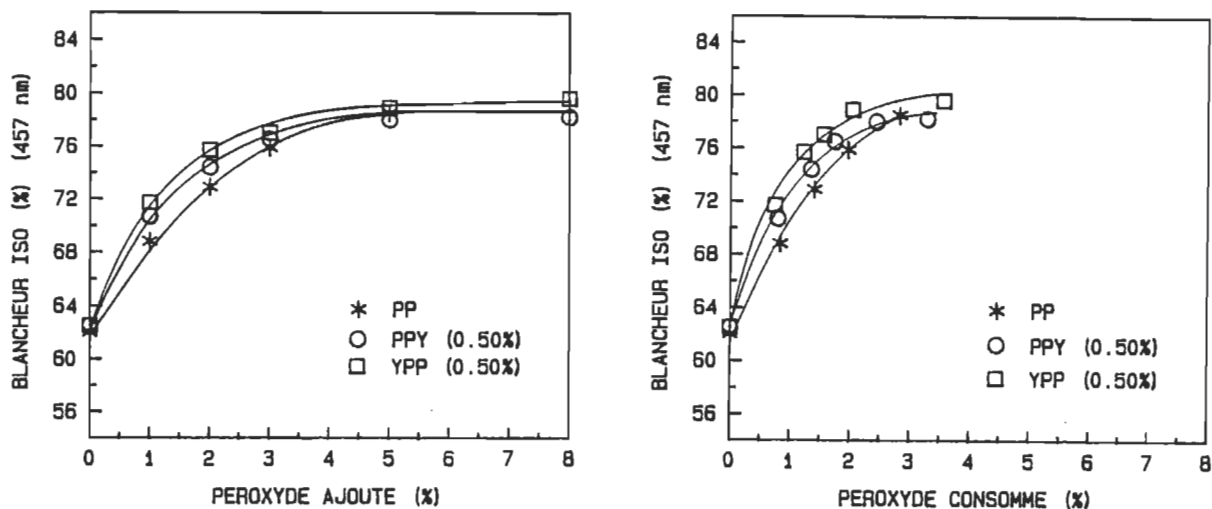 BLANCHEUR ISO (%) (457 nm)
84
80
76
72
68
64
60
56
0 1 2 3 4 5 6 7 8
PEROXYDE AJOUTE (%)
PP
PPY (0.50%)
YPP (0.50%)
BLANCHEUR ISO (%) (457 nm)
84
80
76
72
68
64
60
56
0 1 2 3 4 5 6 7 8
PEROXYDE CONSOMME (%)
PP
PPY (0.50%)
YPP (0.50%)